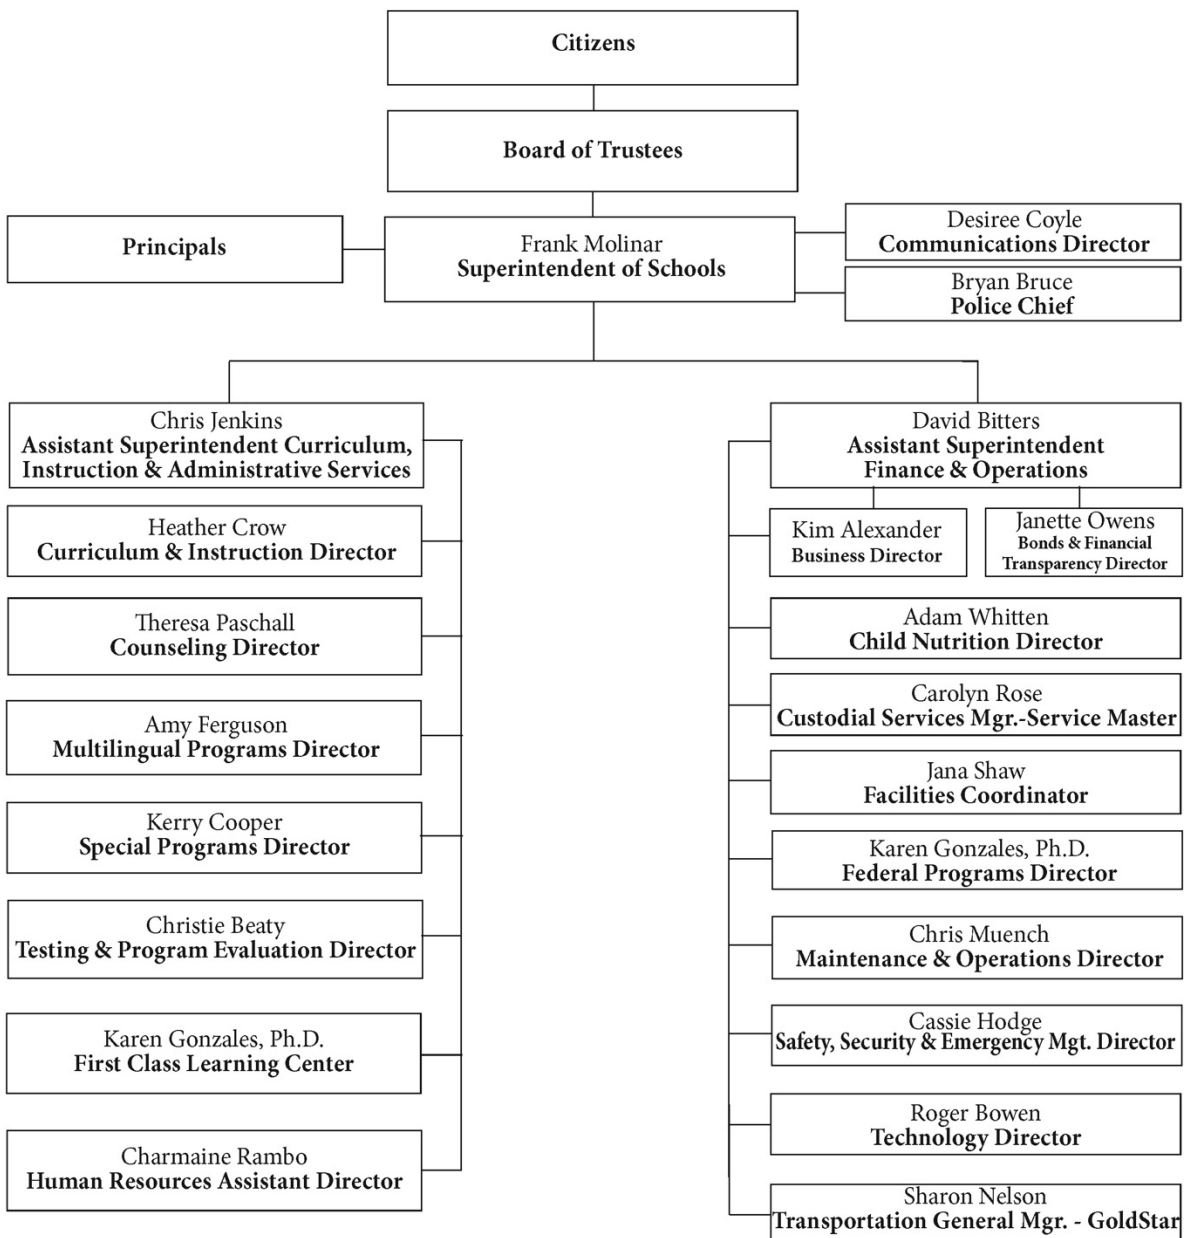 Citizens
Board of Trustees
Principals
Frank Molinar
Superintendent of Schools
Desiree Coyle
Communications Director
Bryan Bruce
Police Chief
Chris Jenkins
Assistant Superintendent Curriculum,
Instruction & Administrative Services
Heather Crow
Curriculum & Instruction Director
Theresa Paschall
Counseling Director
Amy Ferguson
Multilingual Programs Director
Kerry Cooper
Special Programs Director
Christie Beaty
Testing & Program Evaluation Director
Karen Gonzales, Ph.D.
First Class Learning Center
Charmaine Rambo
Human Resources Assistant Director
David Bitters
Assistant Superintendent
Finance & Operations
Kim Alexander
Business Director
Janette Owens
Bonds & Financial
Transparency Director
Adam Whitten
Child Nutrition Director
Carolyn Rose
Custodial Services Mgr.-Service Master
Jana Shaw
Facilities Coordinator
Karen Gonzales, Ph.D.
Federal Programs Director
Chris Muench
Maintenance & Operations Director
Cassie Hodge
Safety, Security & Emergency Mgt. Director
Roger Bowen
Technology Director
Sharon Nelson
Transportation General Mgr. - GoldStar